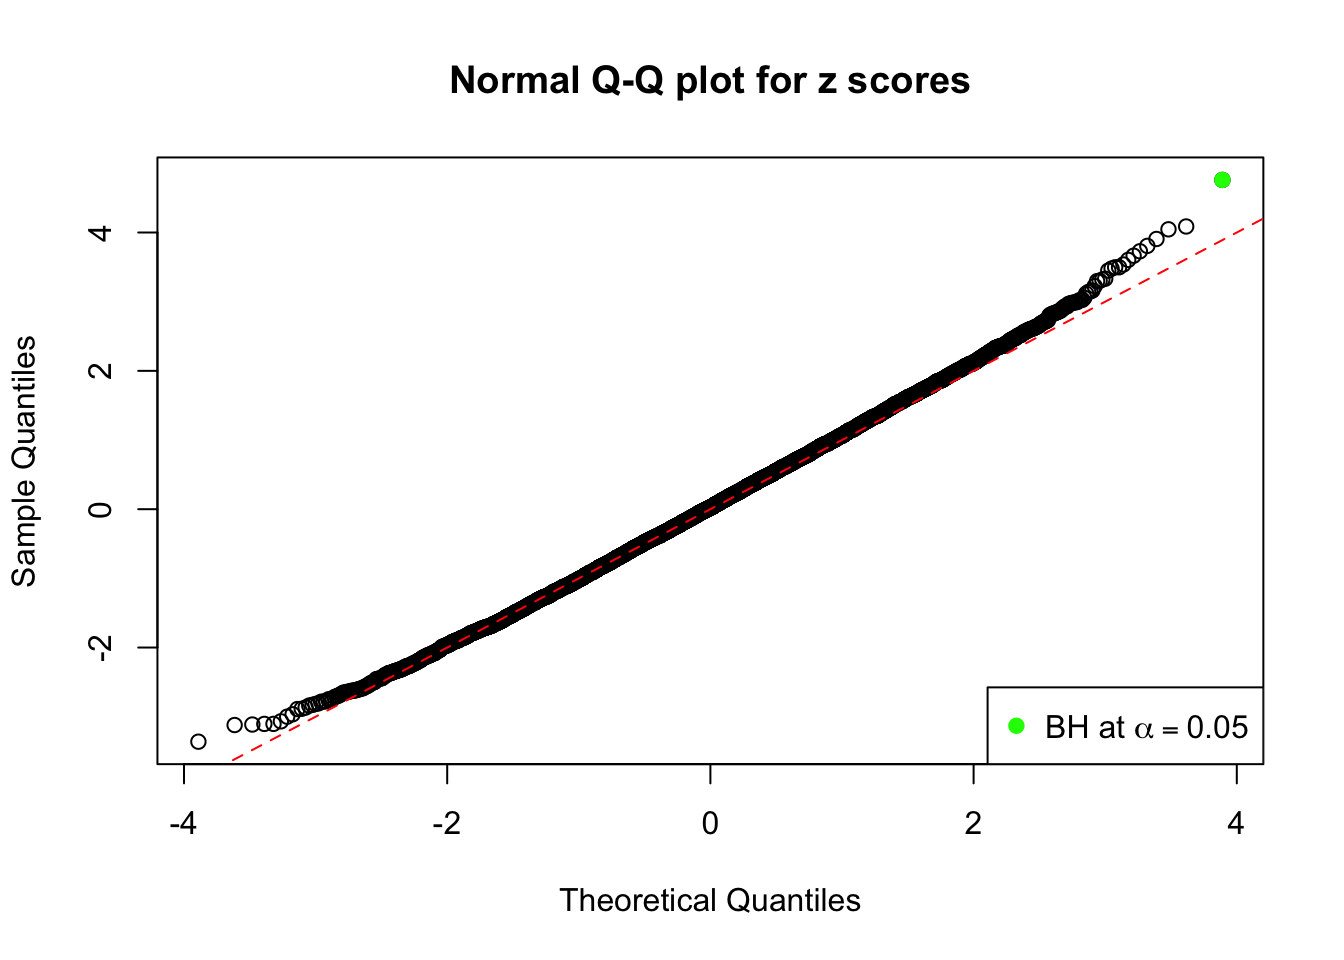 Normal Q-Q plot for z scores
Sample Quantiles
4
2
0
-2
BH at α = 0.05
-4
-2
0
2
4
Theoretical Quantiles